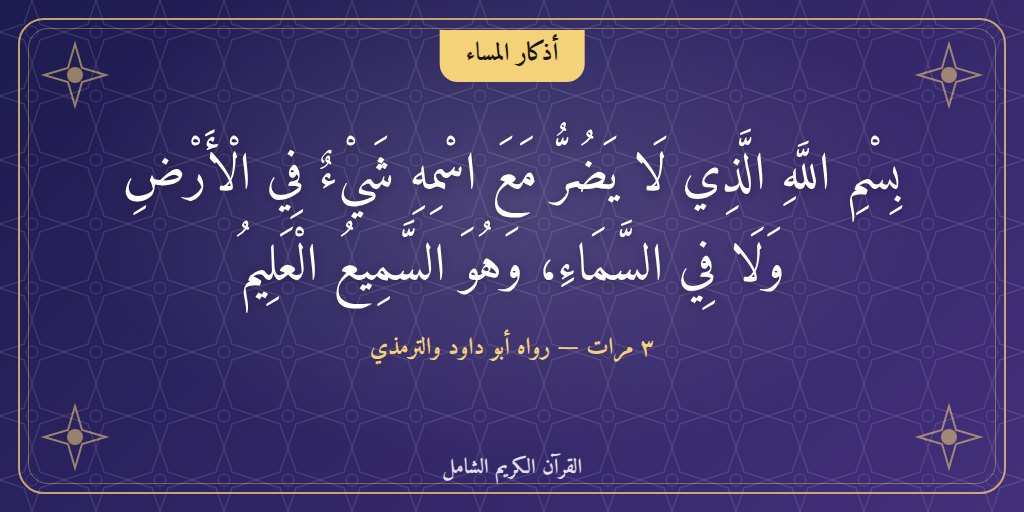 أذكار المساء
بِسْمِ اللَّهِ الَّذِي لَا يَضُرُّ مَعَ اسْمِهِ شَيْءٌ فِي الْأَرْضِ
وَلَا فِي السَّمَاءِ، وَهُوَ السَّمِيعُ الْعَلِيمُ
٣ مرات — رواه أبو داود والترمذي
القرآن الكريم الشامل